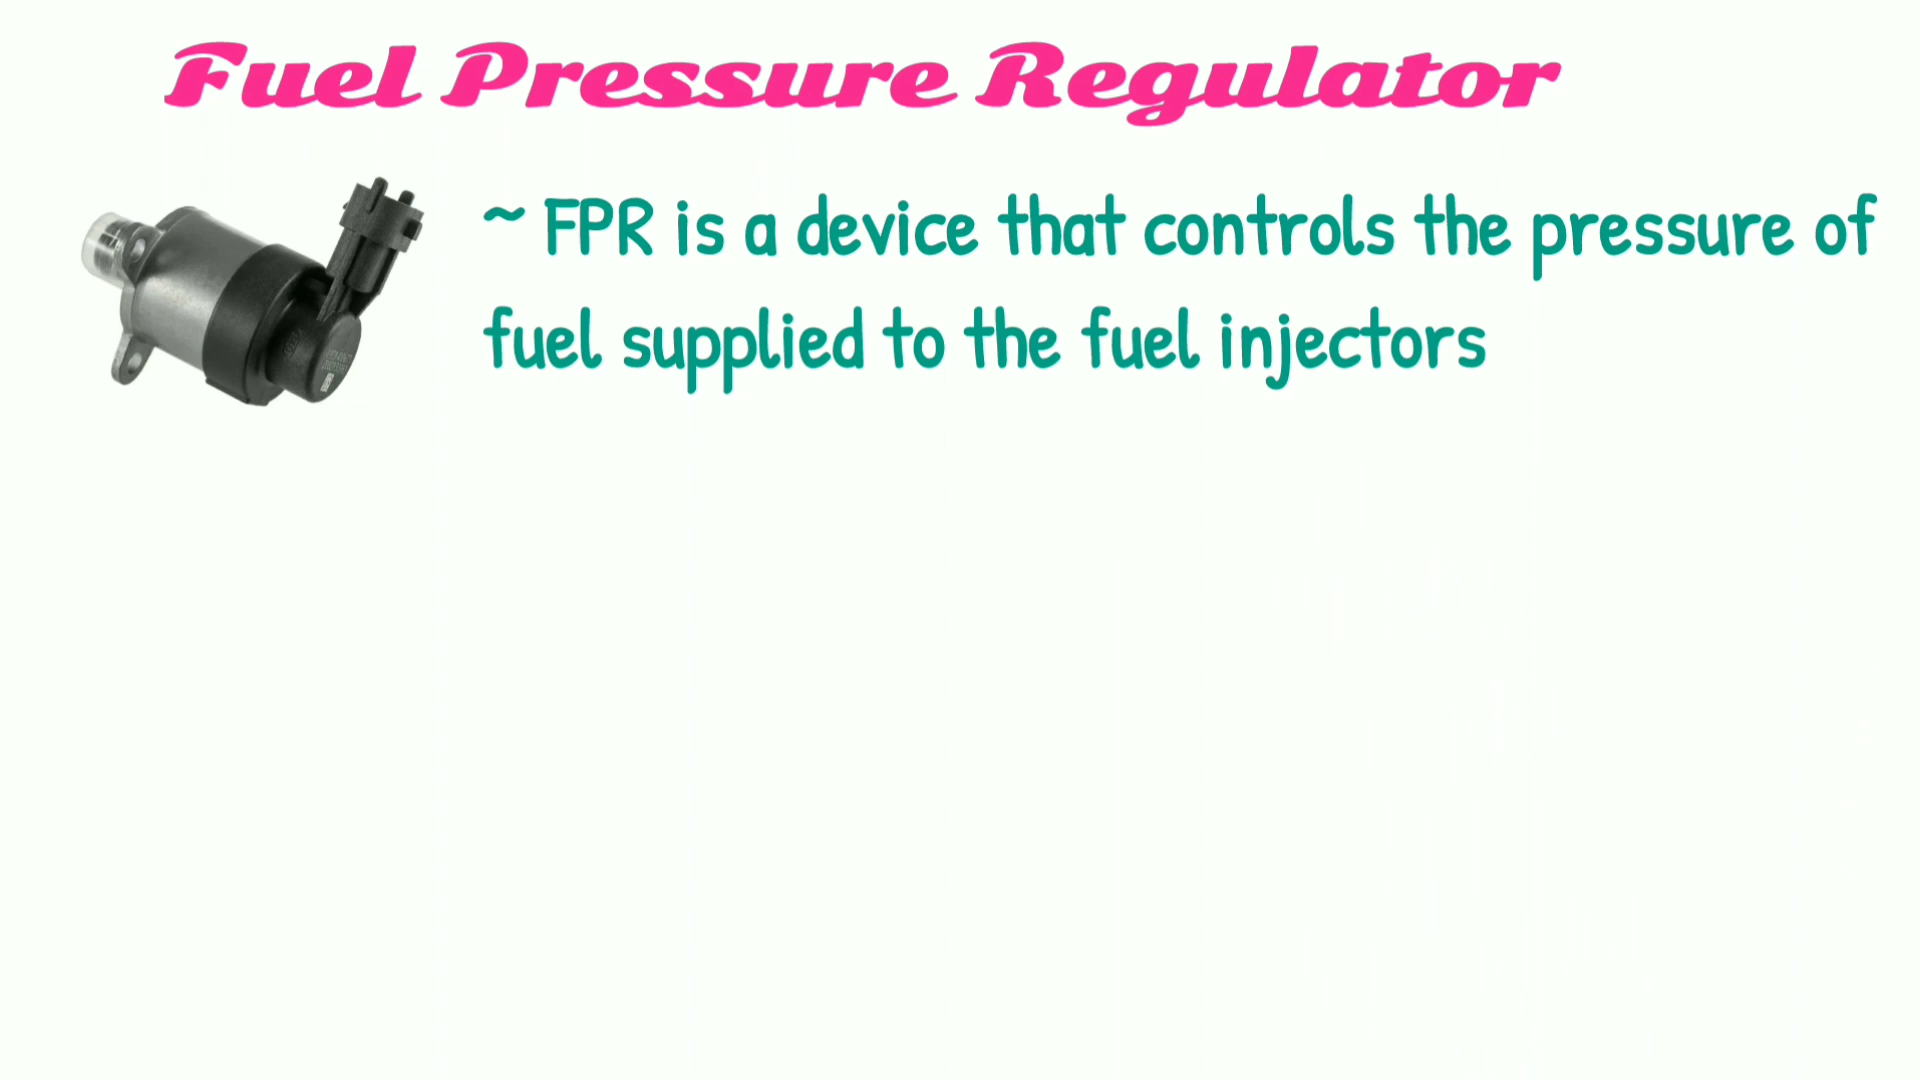 Fuel Pressure Regulator
~ FPR is a device that controls the pressure of
fuel supplied to the fuel injectors